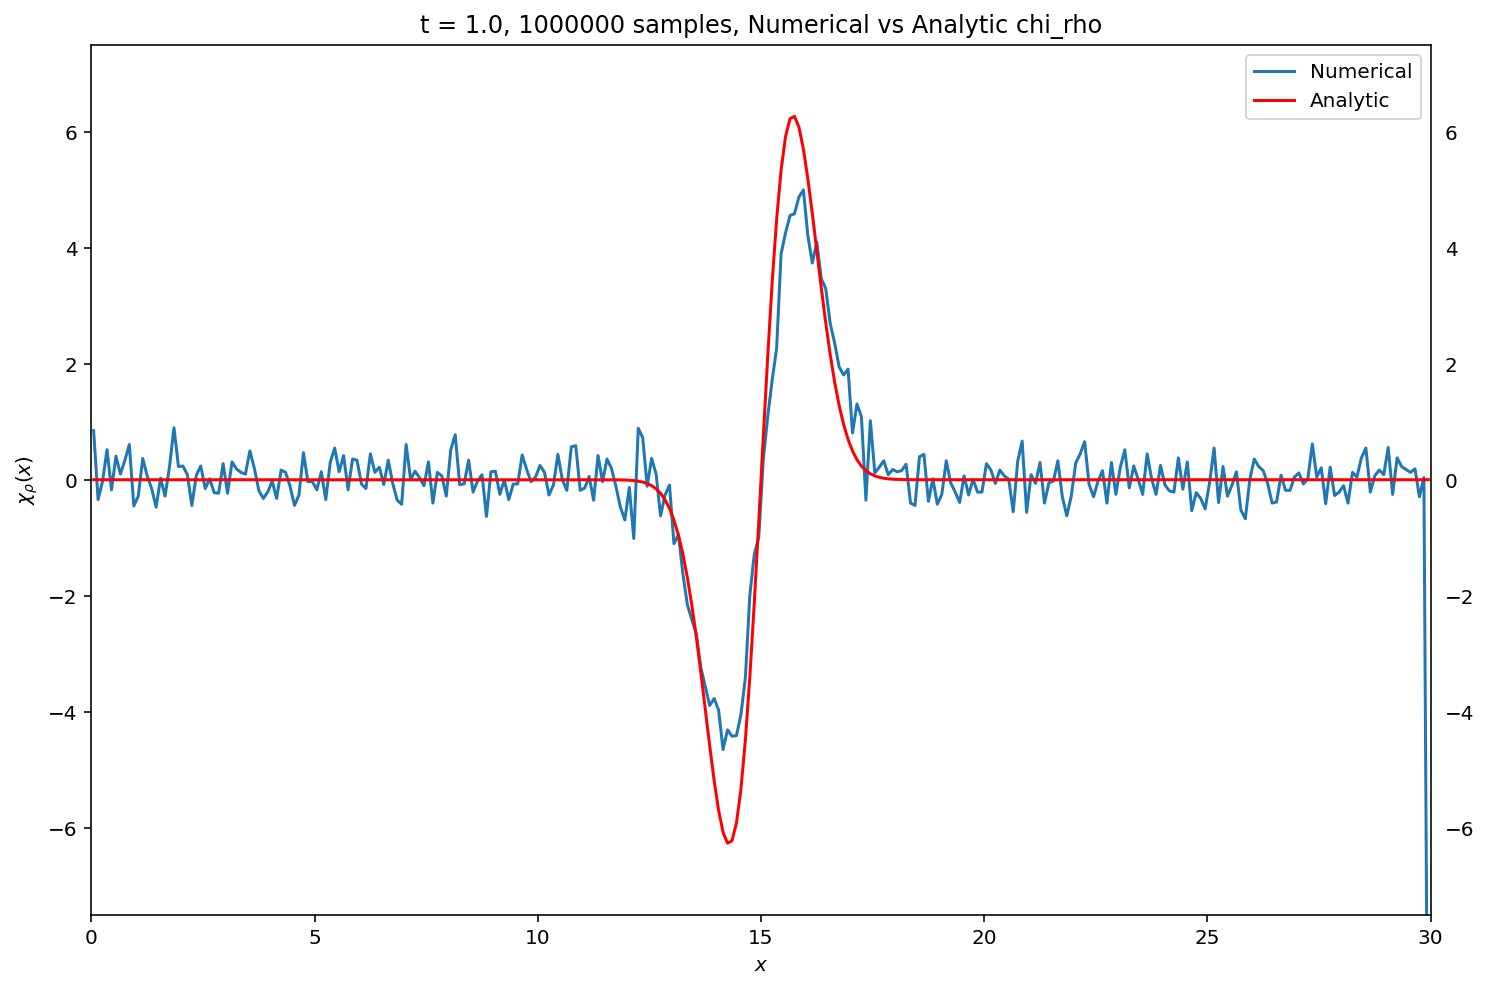 t = 1.0, 1000000 samples, Numerical vs Analytic chi_rho
Numerical
Analytic
6
4
2
0
−2
−4
−6
χρ(x)
6
4
2
0
−2
−4
−6
0 5 10 15 20 25 30
x